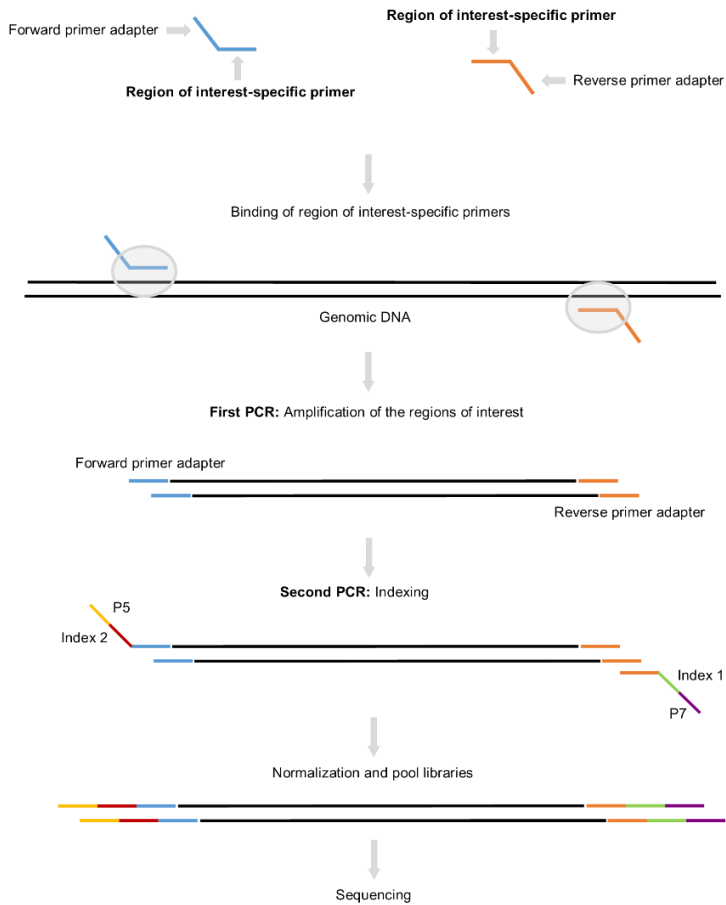 Region of interest-specific primer
Forward primer adapter
Region of interest-specific primer
Reverse primer adapter
Binding of region of interest-specific primers
Genomic DNA
First PCR: Amplification of the regions of interest
Forward primer adapter
Reverse primer adapter
Second PCR: Indexing
P5
Index 2
Index 1
P7
Normalization and pool libraries
Sequencing